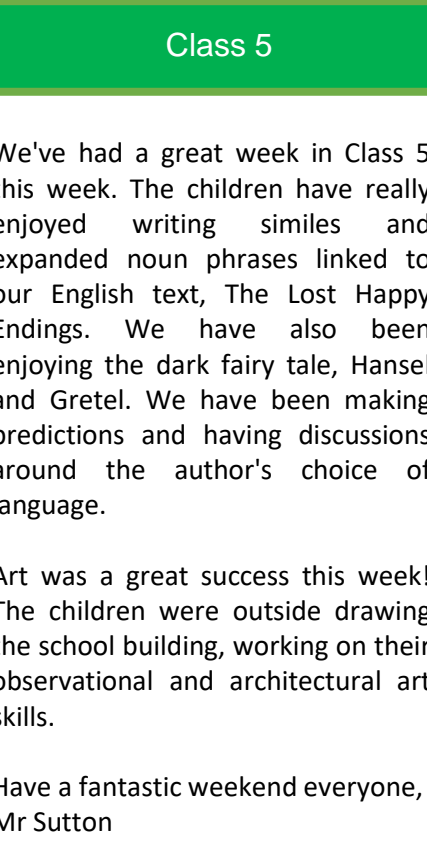 Class 5
We've had a great week in Class 5
this week. The children have really
enjoyed writing similes and
expanded noun phrases linked to
our English text, The Lost Happy
Endings. We have also been
enjoying the dark fairy tale, Hansel
and Gretel. We have been making
predictions and having discussions
around the author's choice of
language.
Art was a great success this week!
The children were outside drawing
the school building, working on their
observational and architectural art
skills.
Have a fantastic weekend everyone,
Mr Sutton